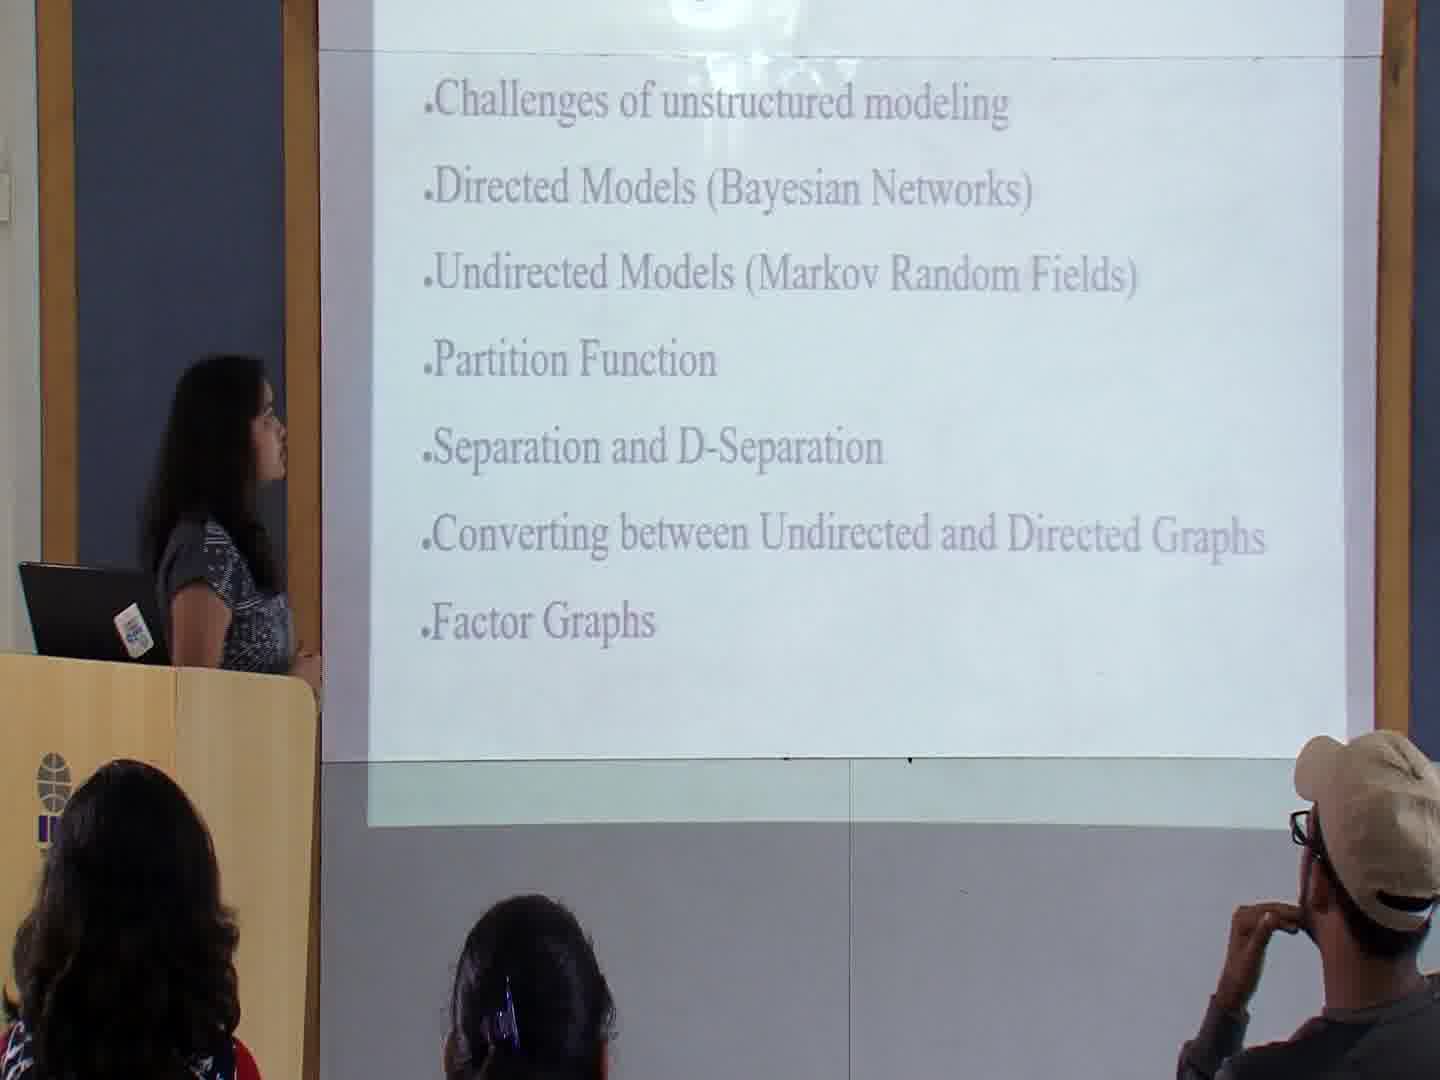 .Challenges of unstructured modeling
.Directed Models (Bayesian Networks)
.Undirected Models (Markov Random Fields)
.Partition Function
.Separation and D-Separation
.Converting between Undirected and Directed Graphs
.Factor Graphs